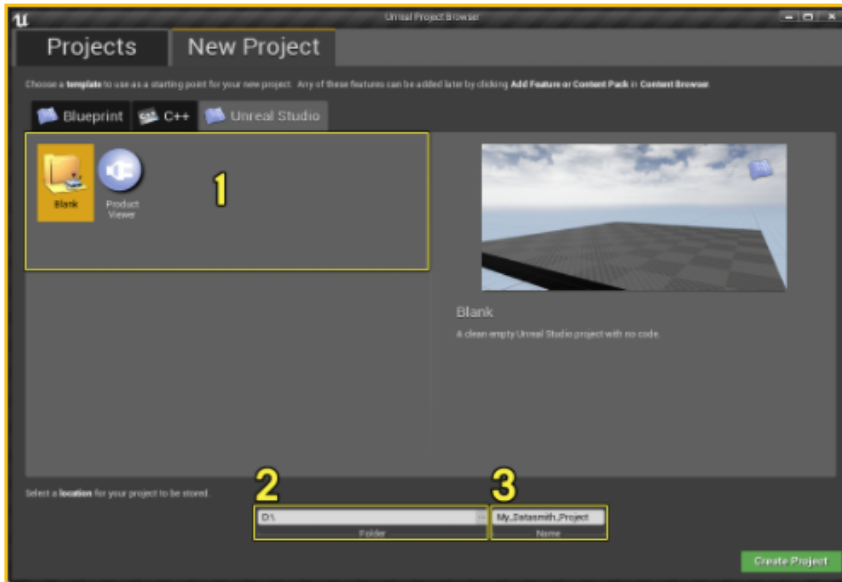 Unreal Project Browser
Projects
New Project
Choose a template to use as a starting point for your new project. Any of these features can be added later by clicking Add Feature or Content Pack in Content Browser.
Blueprint
C++
Unreal Studio
1
Blank
Product
Viewer
Blank
A clean empty Unreal Studio project with no code.
Select a location for your project to be stored.
2
3
D:\
...
My_Datasmith_Project
Folder
Name
Create Project